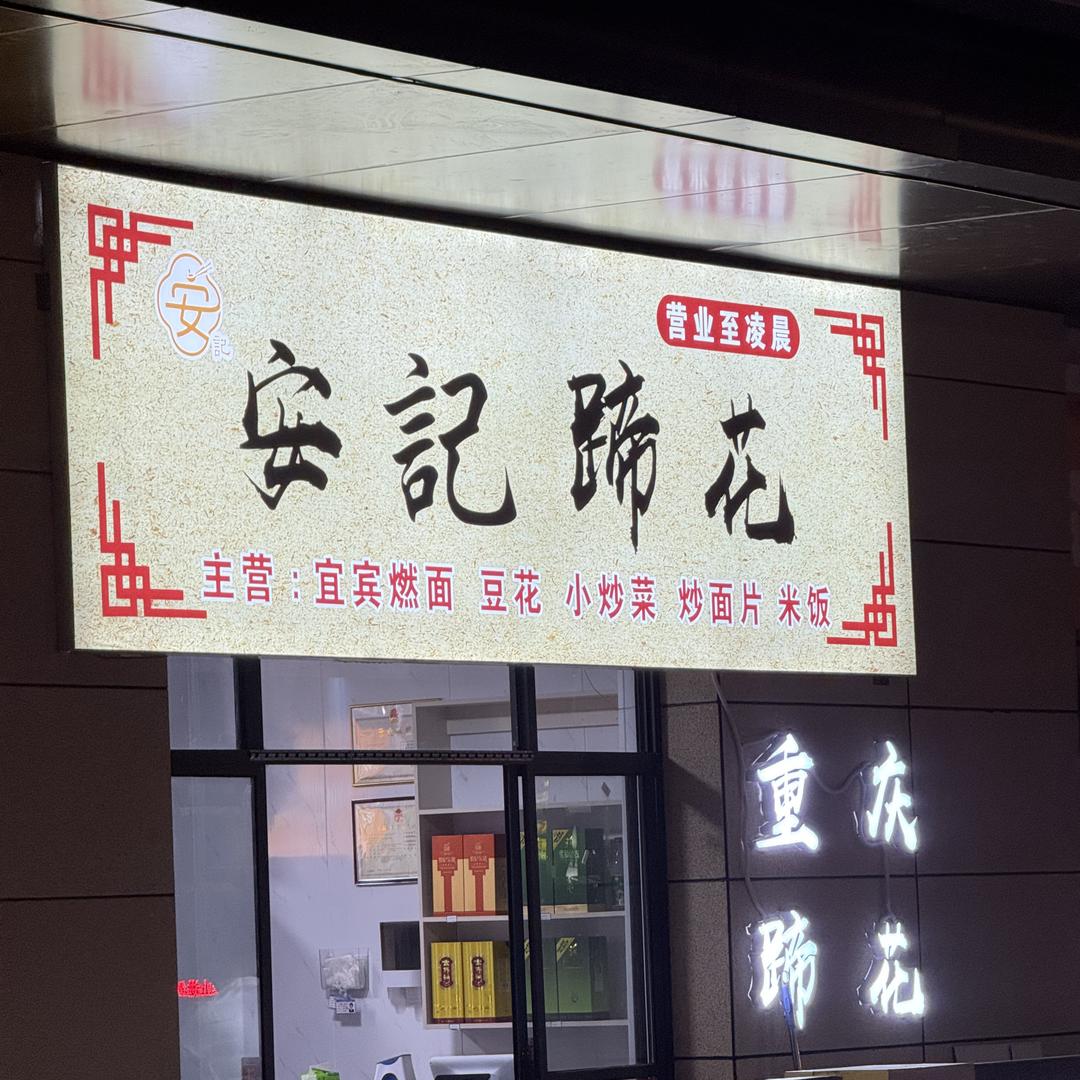 安
記
营业至凌晨
安記蹄花
主营：宜宾燃面 豆花 小炒菜 炒面片 米饭
重庆
蹄花